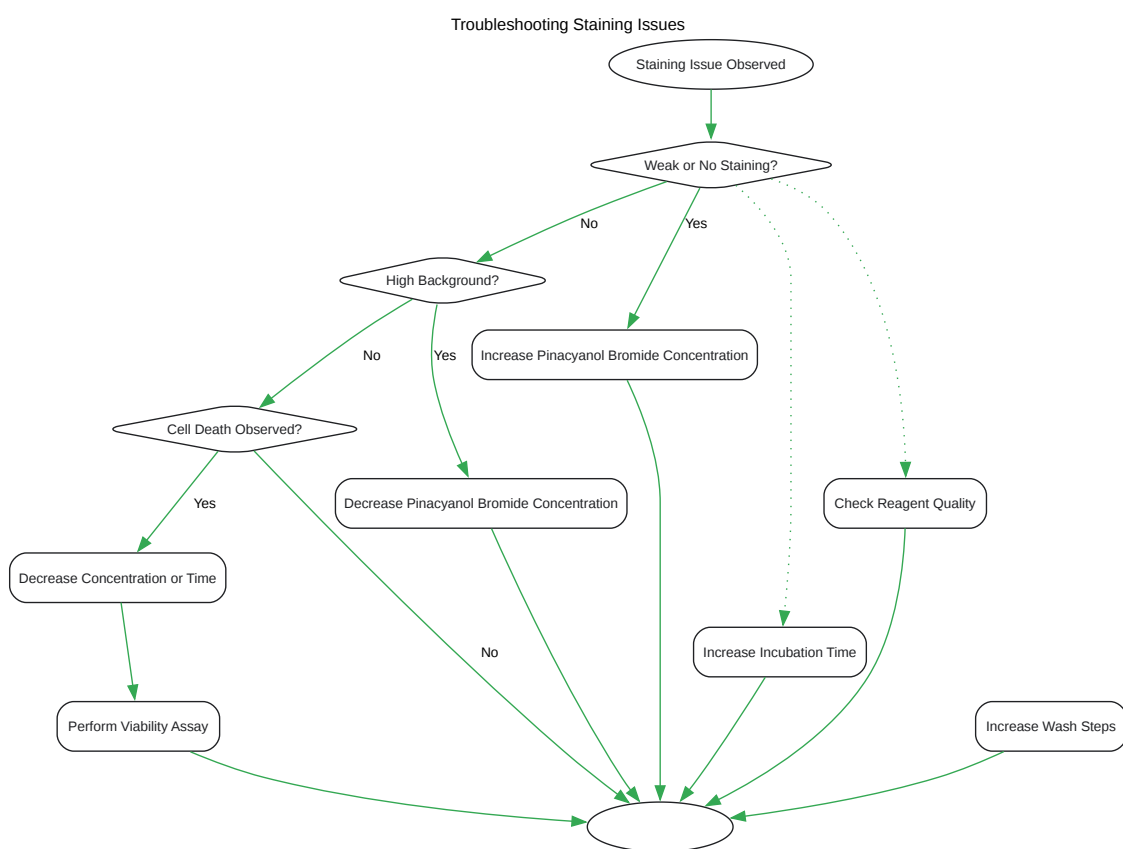 Troubleshooting Staining Issues
Staining Issue Observed
Weak or No Staining?
No
Yes
High Background?
Increase Pinacyanol Bromide Concentration
No
Yes
Cell Death Observed?
Yes
Decrease Pinacyanol Bromide Concentration
Check Reagent Quality
Decrease Concentration or Time
No
Increase Incubation Time
Perform Viability Assay
Increase Wash Steps